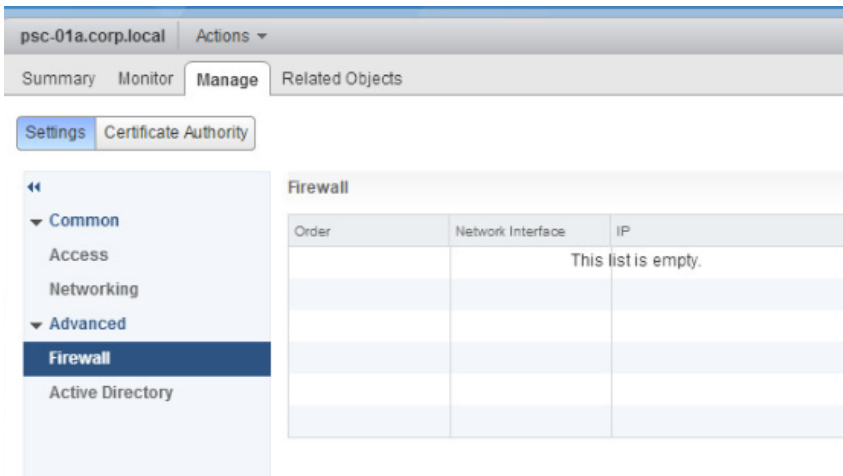 psc-01a.corp.local Actions
Summary Monitor Manage Related Objects
Settings Certificate Authority
Firewall
Common
Order Network Interface IP
Access
This list is empty.
Networking
Advanced
Firewall
Active Directory